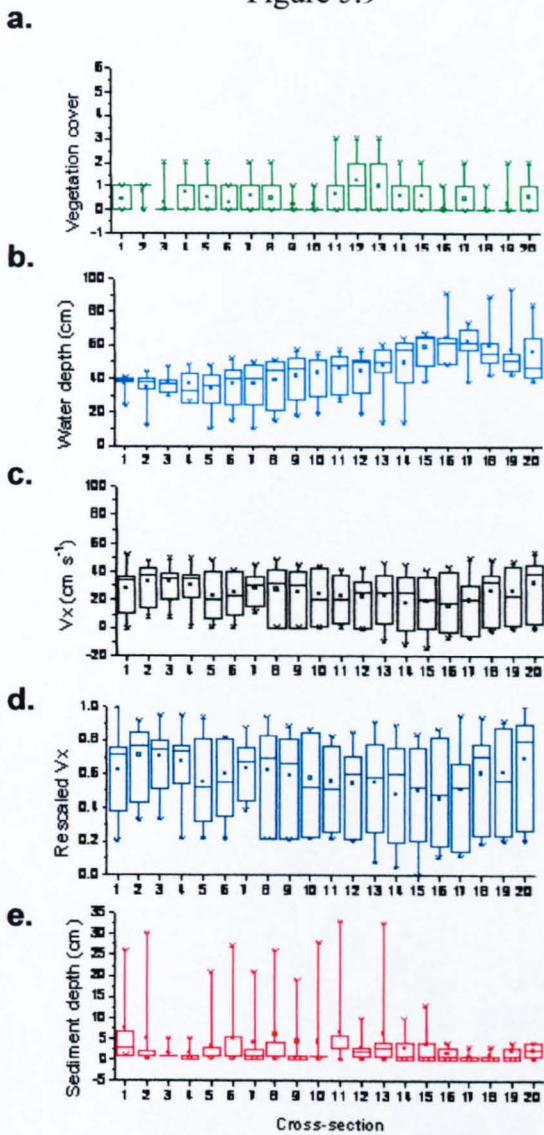 Figure
a.
6
5
4
3
2
1
0
-1
Vegetation cover
1 2 3 4 5 6 7 8 9 10 11 12 13 14 15 16 17 18 19 20
b.
100
80
60
40
20
0
Water depth (cm)
1 2 3 4 5 6 7 8 9 10 11 12 13 14 15 16 17 18 19 20
c.
100
80
60
40
20
0
-20
Vx (cm s⁻¹)
1 2 3 4 5 6 7 8 9 10 11 12 13 14 15 16 17 18 19 20
d.
1.0
0.8
0.6
0.4
0.2
0.0
Rescaled Vx
1 2 3 4 5 6 7 8 9 10 11 12 13 14 15 16 17 18 19 20
e.
35
30
25
20
15
10
5
0
-5
Sediment depth (cm)
1 2 3 4 5 6 7 8 9 10 11 12 13 14 15 16 17 18 19 20
Cross-section